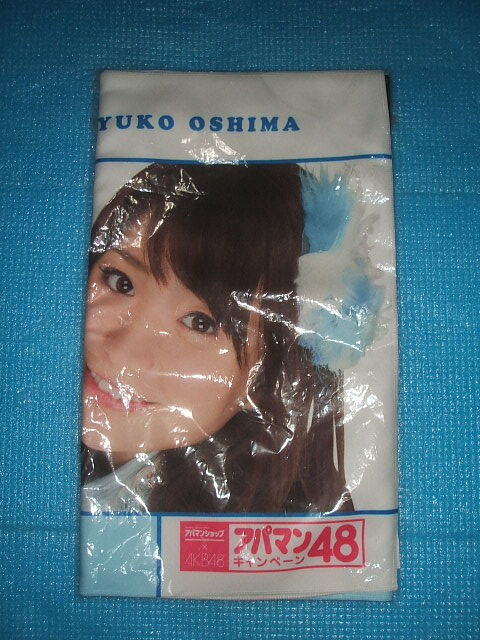 YUKO OSHIMA
アパマンショップ
×
AKB48
アパマン48
キャンペーン